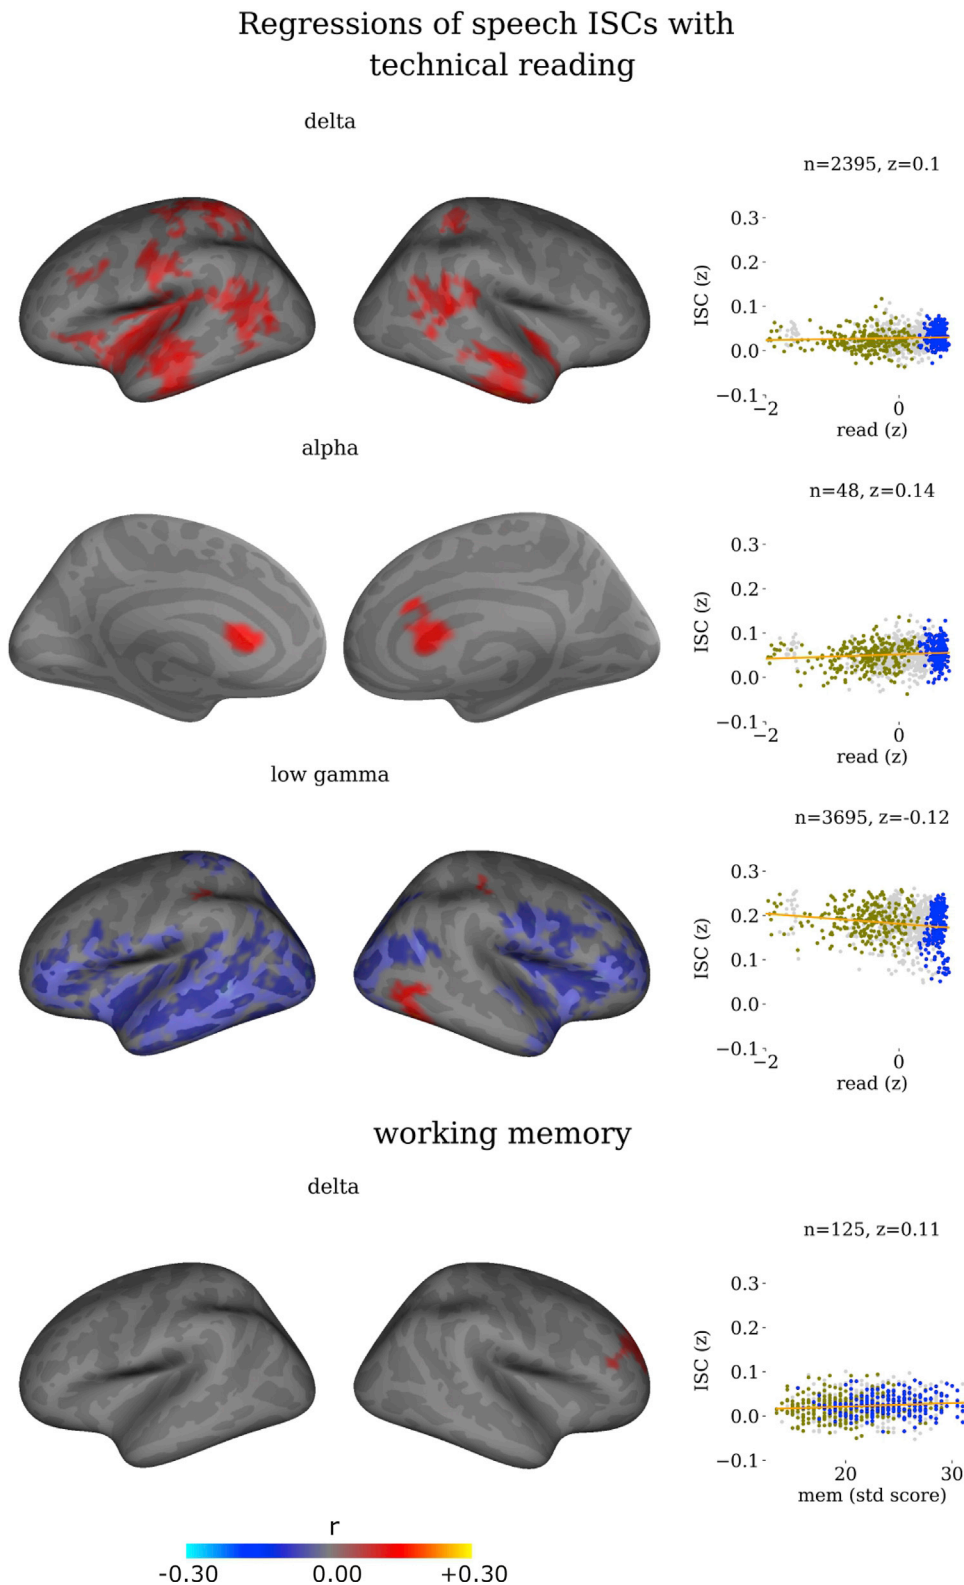 Regressions of speech ISCs with
technical reading
delta
n=2395, z=0.1
0.3
0.2
0.1
0.0
−0.1
ISC (z)
−2
0
read (z)
alpha
n=48, z=0.14
0.3
0.2
0.1
0.0
−0.1
ISC (z)
−2
0
read (z)
low gamma
n=3695, z=-0.12
0.3
0.2
0.1
0.0
−0.1
ISC (z)
−2
0
read (z)
working memory
delta
n=125, z=0.11
0.3
0.2
0.1
0.0
−0.1
ISC (z)
20
30
mem (std score)
r
-0.30
0.00
+0.30